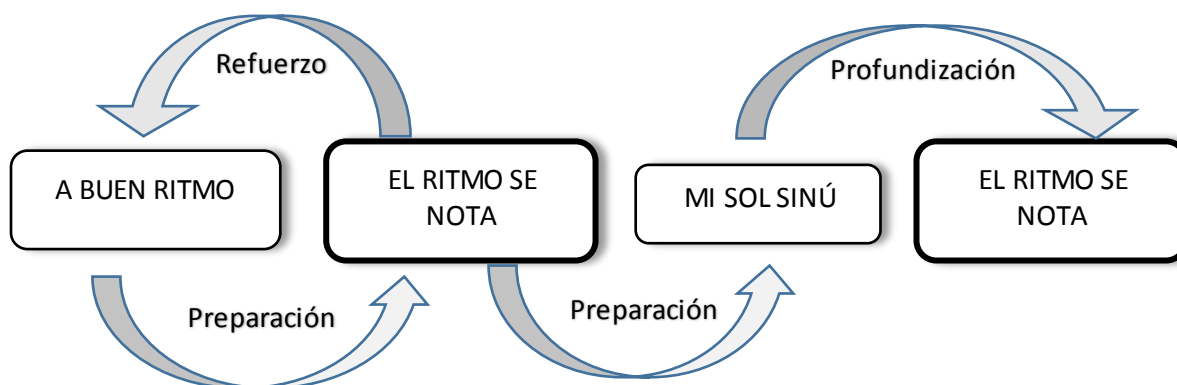 Refuerzo
Profundización
A BUEN RITMO
EL RITMO SE
NOTA
MI SOL SINÚ
EL RITMO SE
NOTA
Preparación
Preparación